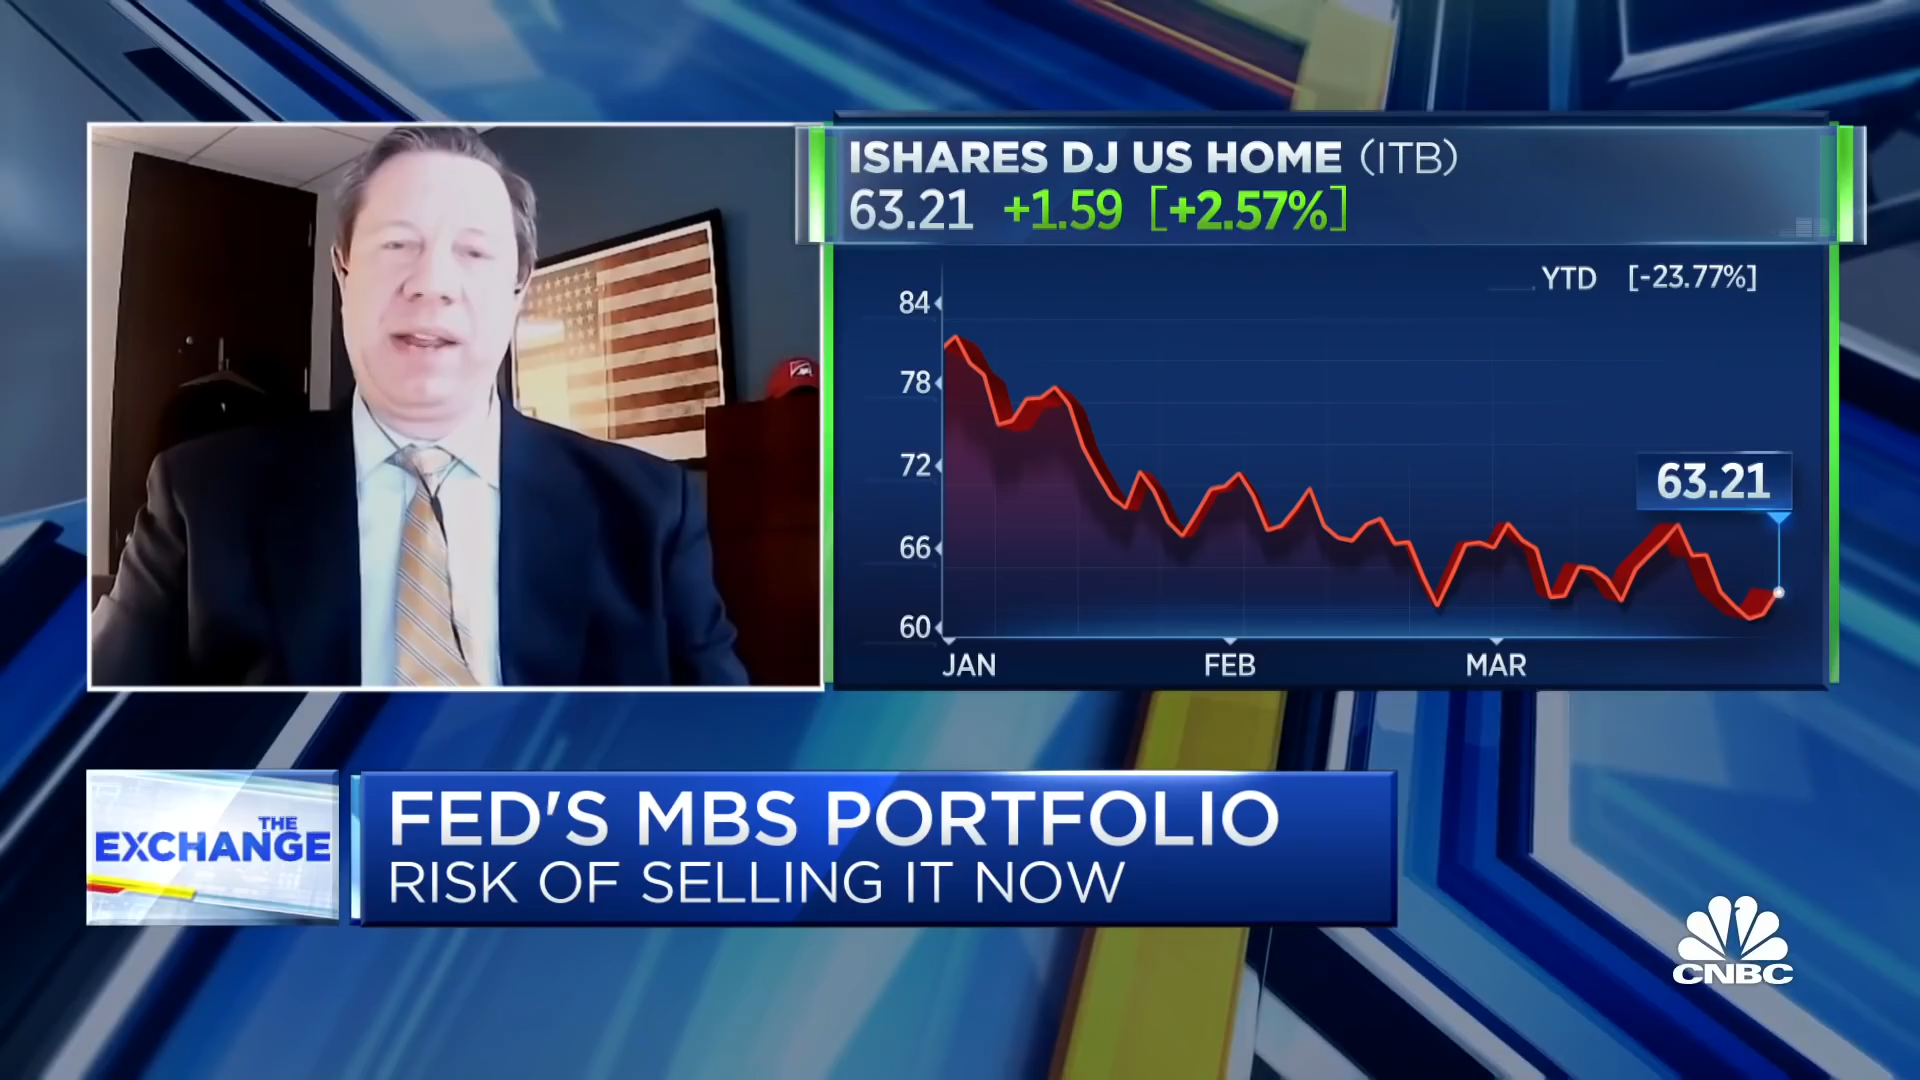 ISHARES DJ US HOME (ITB)
63.21 +1.59 [+2.57%]
YTD [-23.77%]
84
78
72
66
60
63.21
JAN FEB MAR
THE
EXCHANGE
FED'S MBS PORTFOLIO
RISK OF SELLING IT NOW
CNBC